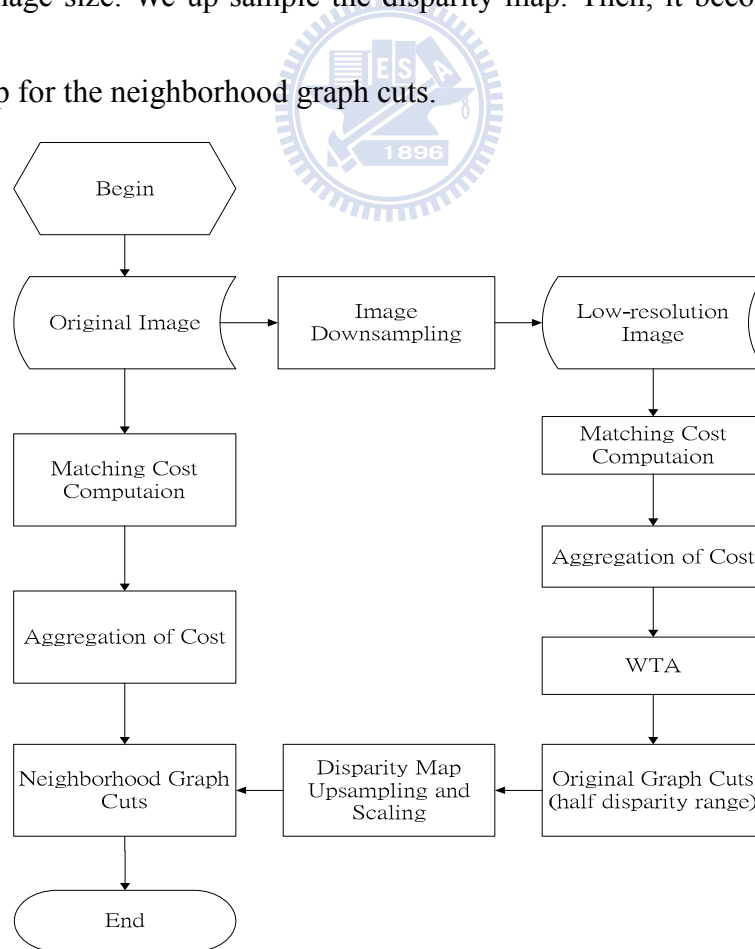 image size. We up sample the disparity map. Then, it
for the neighborhood graph cuts.
ESA
1896
Begin
Original Image
Image
Downsampling
Low-resolution
Image
Matching Cost
Computaion
Matching Cost
Computaion
Aggregation of Cost
Aggregation of Cost
WTA
Neighborhood Graph
Cuts
Disparity Map
Upsampling and
Scaling
Original Graph Cuts
(half disparity range)
End